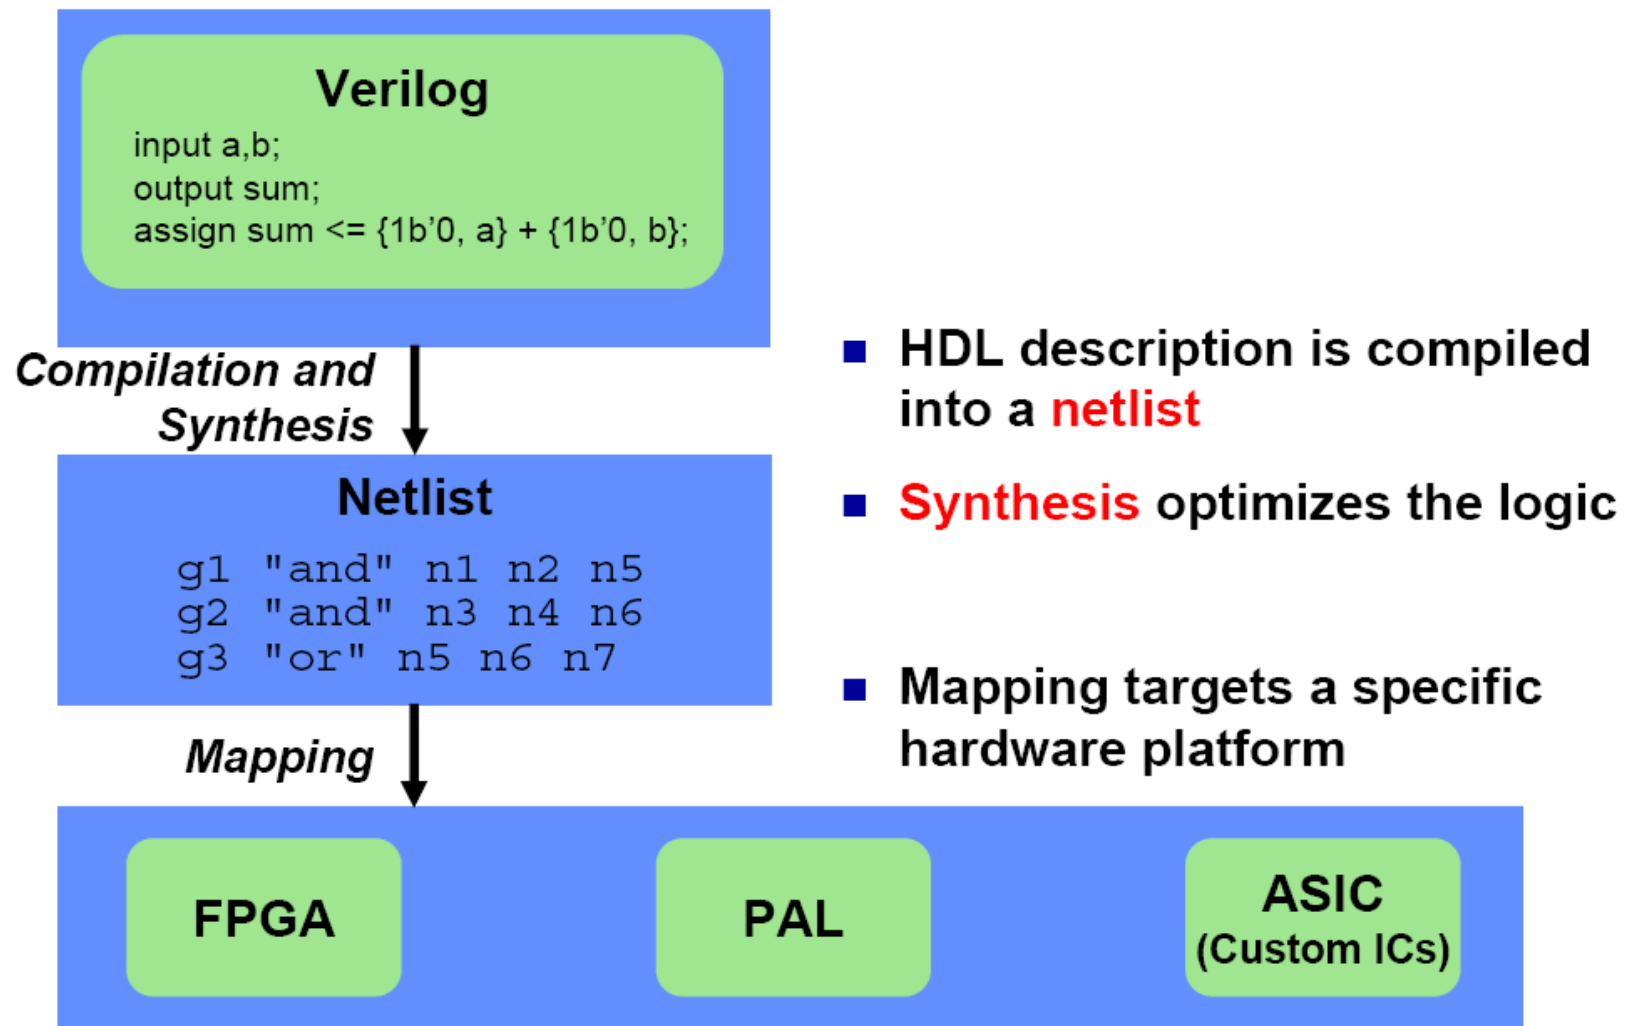 Verilog
input a,b;
output sum;
assign sum <= {1b’0, a} + {1b’0, b};
Compilation and
Synthesis
Netlist
g1 "and" n1 n2 n5
g2 "and" n3 n4 n6
g3 "or" n5 n6 n7
Mapping
HDL description is compiled
into a netlist
Synthesis optimizes the logic
Mapping targets a specific
hardware platform
FPGA
PAL
ASIC
(Custom ICs)